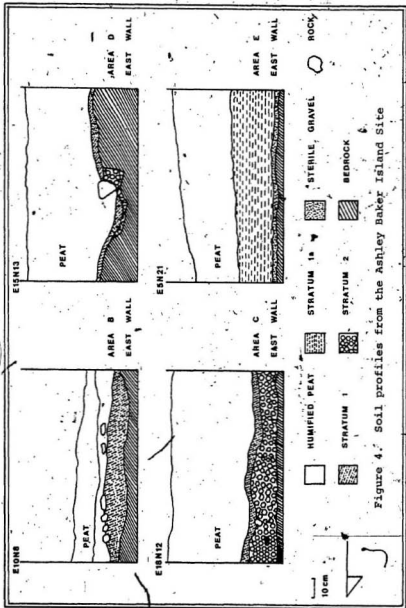 E10N8
PEAT
AREA B
EAST WALL
E15N13
PEAT
AREA D
EAST WALL
E18N12
PEAT
AREA C
EAST WALL
E5N21
PEAT
AREA E
EAST WALL
10 cm
HUMIFIED PEAT
STRATUM 1a
STERILE GRAVEL
ROCK
STRATUM 1
STRATUM 2
BEDROCK
Figure 4. Soil profiles from the Ashley Baker Island Site